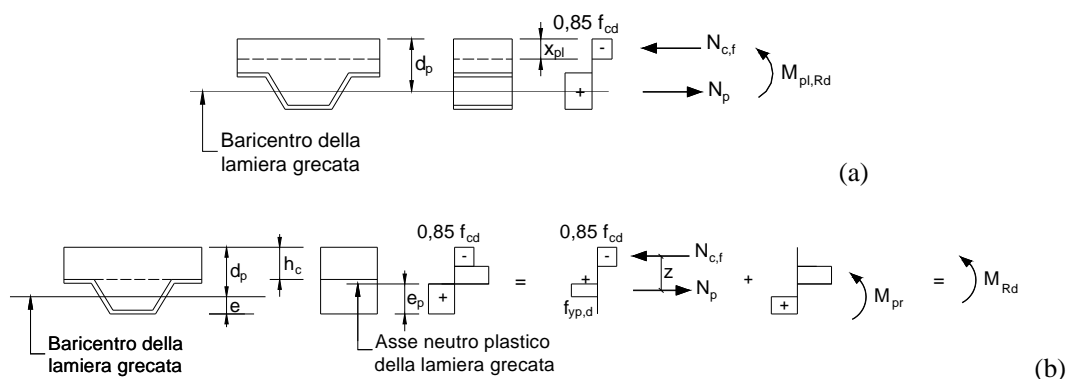 0,85 f_cd
x_pl
d_p
N_c,f
N_p
M_pl,Rd
-
+
Baricentro della
lamiera grecata
(a)
0,85 f_cd
0,85 f_cd
d_p
h_c
e
e_p
-
+
=
-
+
f_yp,d
z
N_c,f
N_p
+
+
M_pr
=
M_Rd
Baricentro della
lamiera grecata
Asse neutro plastico
della lamiera grecata
(b)